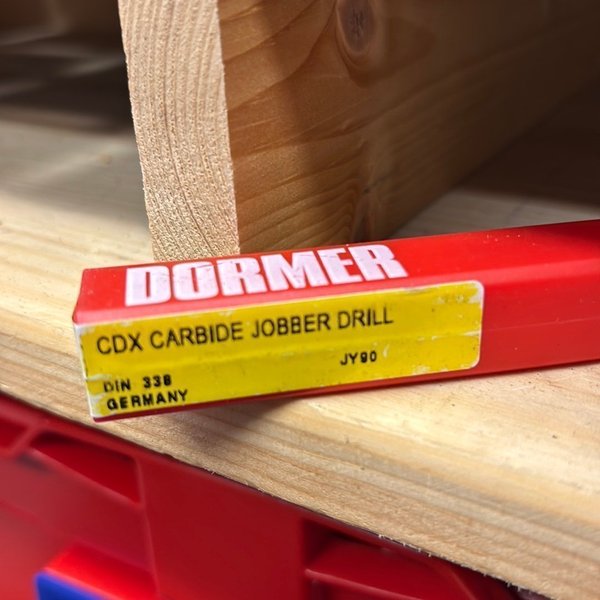 DORMER
CDX CARBIDE JOBBER DRILL
DIN 338 JY90
GERMANY